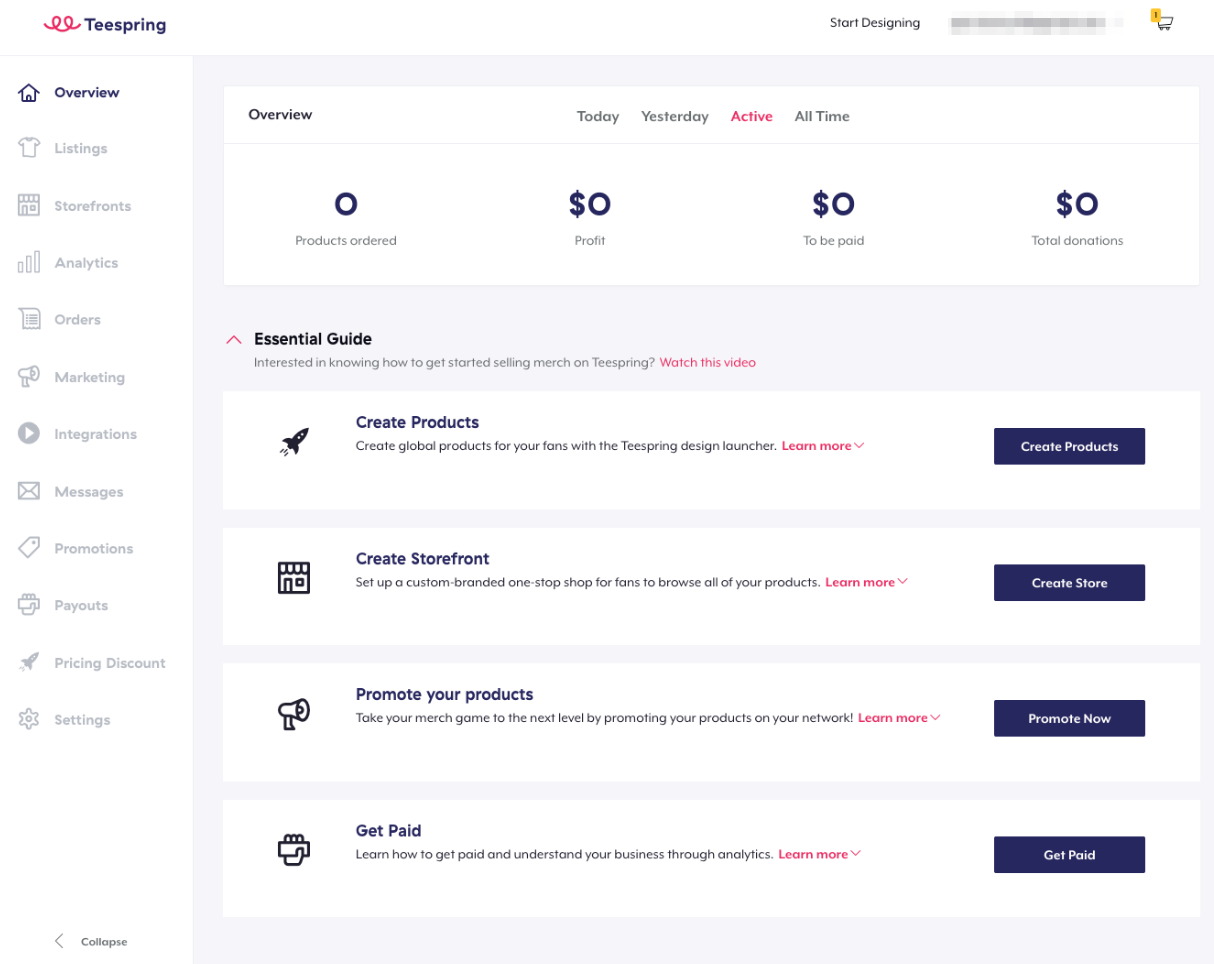 Teespring
Start Designing
1
Overview
Listings
Storefronts
Analytics
Orders
Marketing
Integrations
Messages
Promotions
Payouts
Pricing Discount
Settings
Collapse
Overview
Today Yesterday Active All Time
0 $0 $0 $0
Products ordered Profit To be paid Total donations
Essential Guide
Interested in knowing how to get started selling merch on Teespring? Watch this video
Create Products
Create global products for your fans with the Teespring design launcher. Learn more
Create Products
Create Storefront
Set up a custom-branded one-stop shop for fans to browse all of your products. Learn more
Create Store
Promote your products
Take your merch game to the next level by promoting your products on your network! Learn more
Promote Now
Get Paid
Learn how to get paid and understand your business through analytics. Learn more
Get Paid